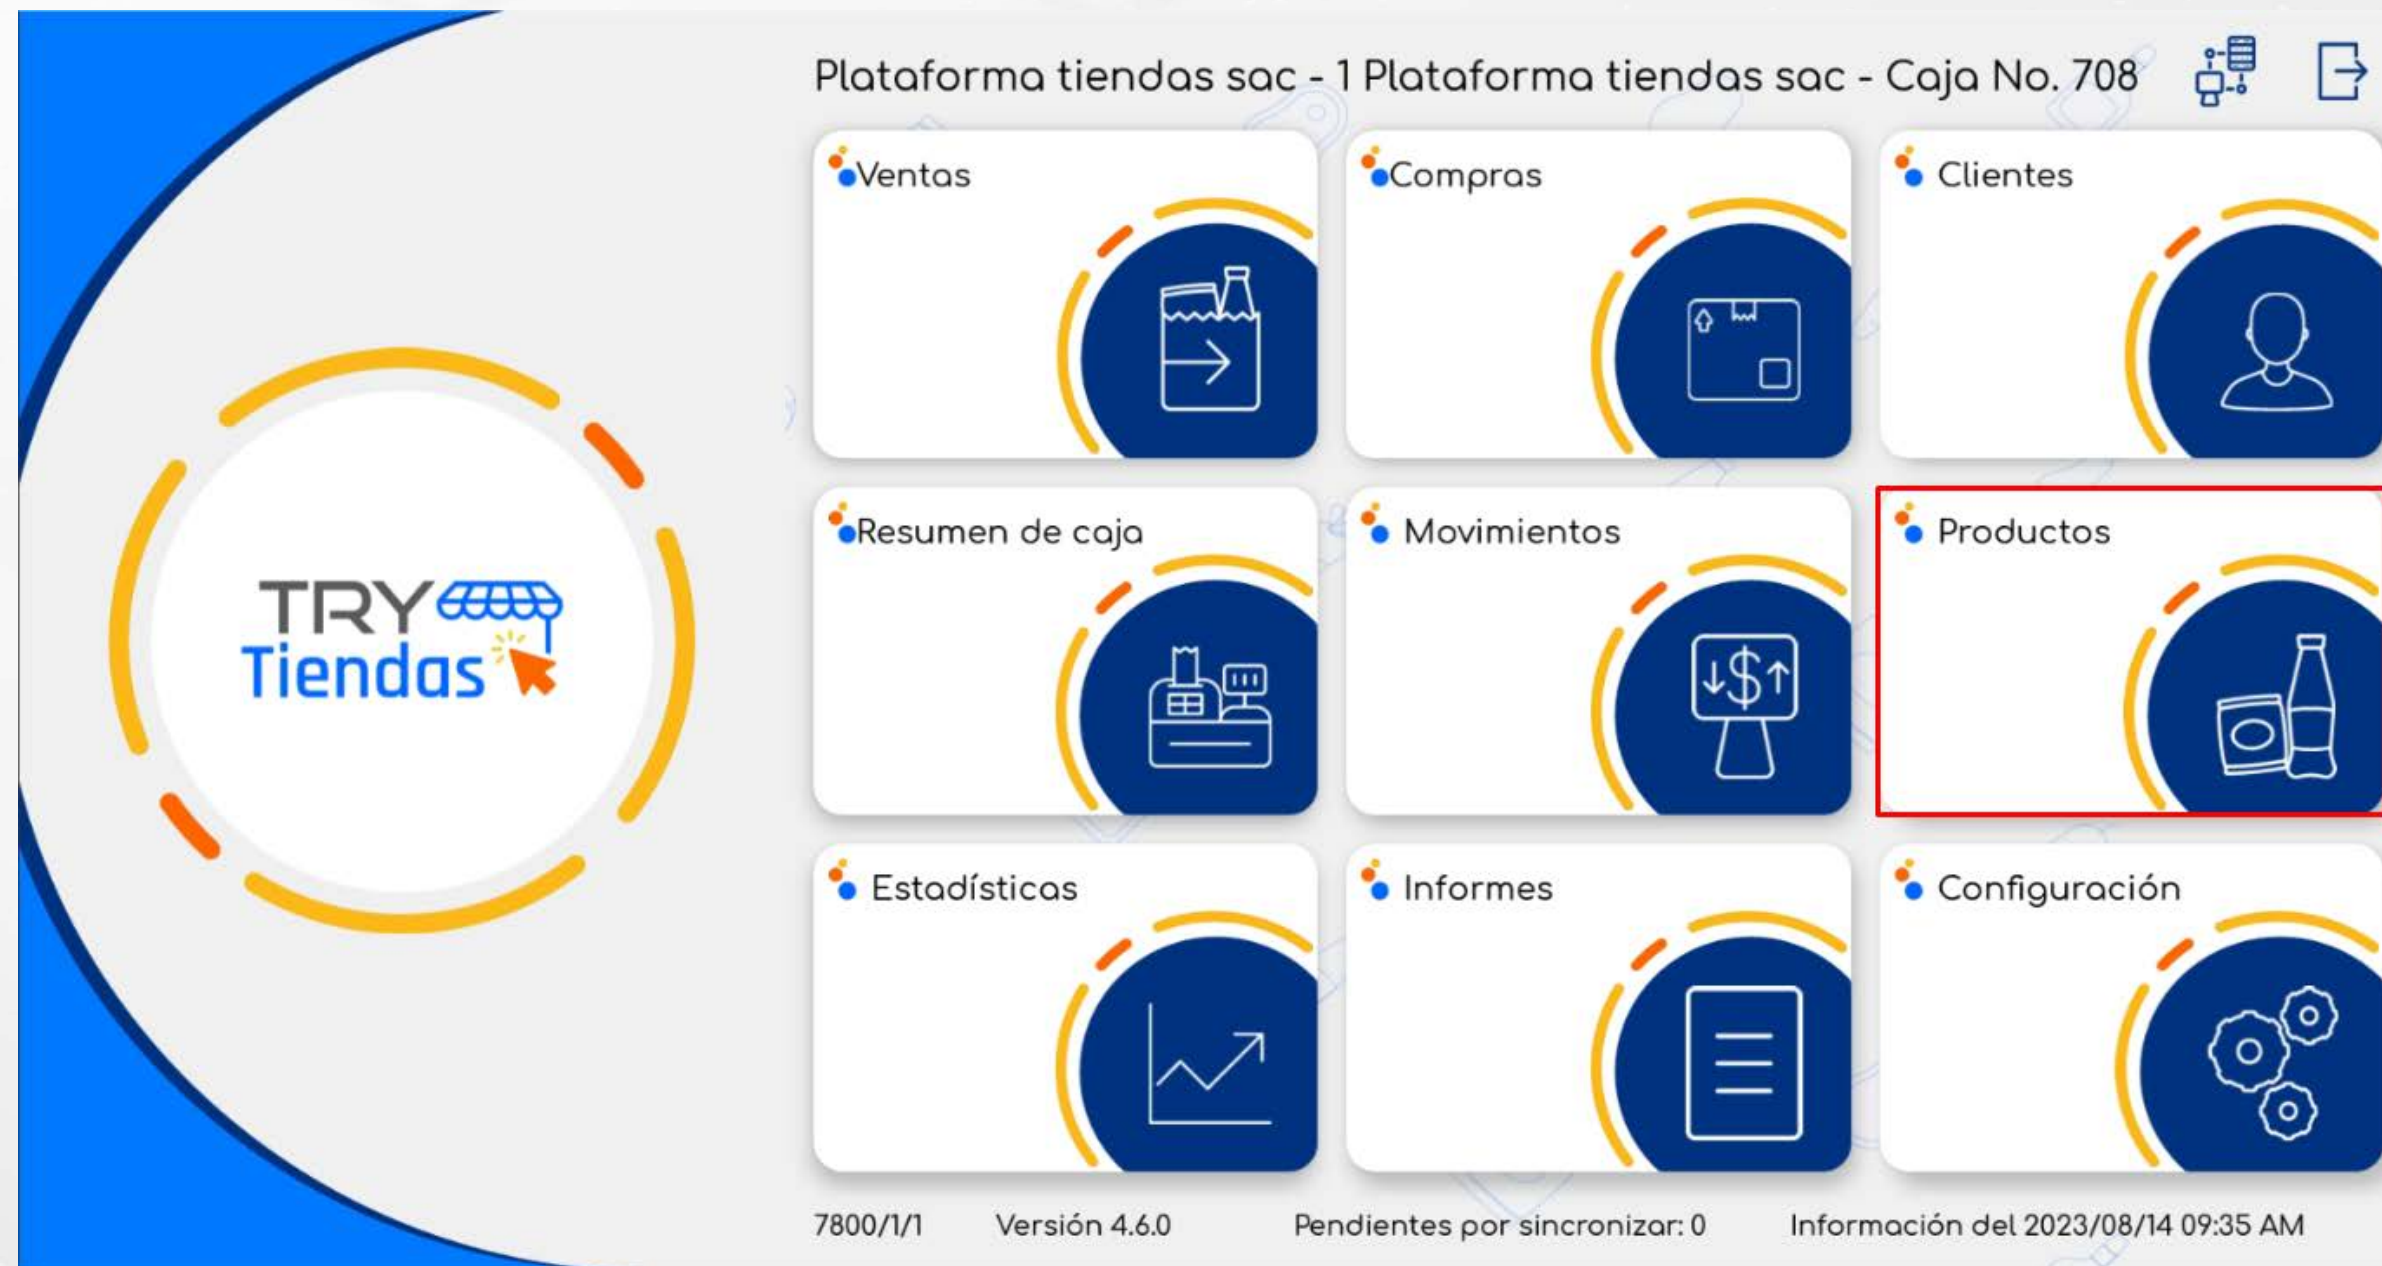 Plataforma tiendas sac - 1 Plataforma tiendas sac - Caja No. 708
Ventas
Compras
Clientes
TRY
Tiendas
Resumen de caja
Movimientos
Productos
Estadísticas
Informes
Configuración
7800/1/1
Versión 4.6.0
Pendientes por sincronizar: 0
Información del 2023/08/14 09:35 AM